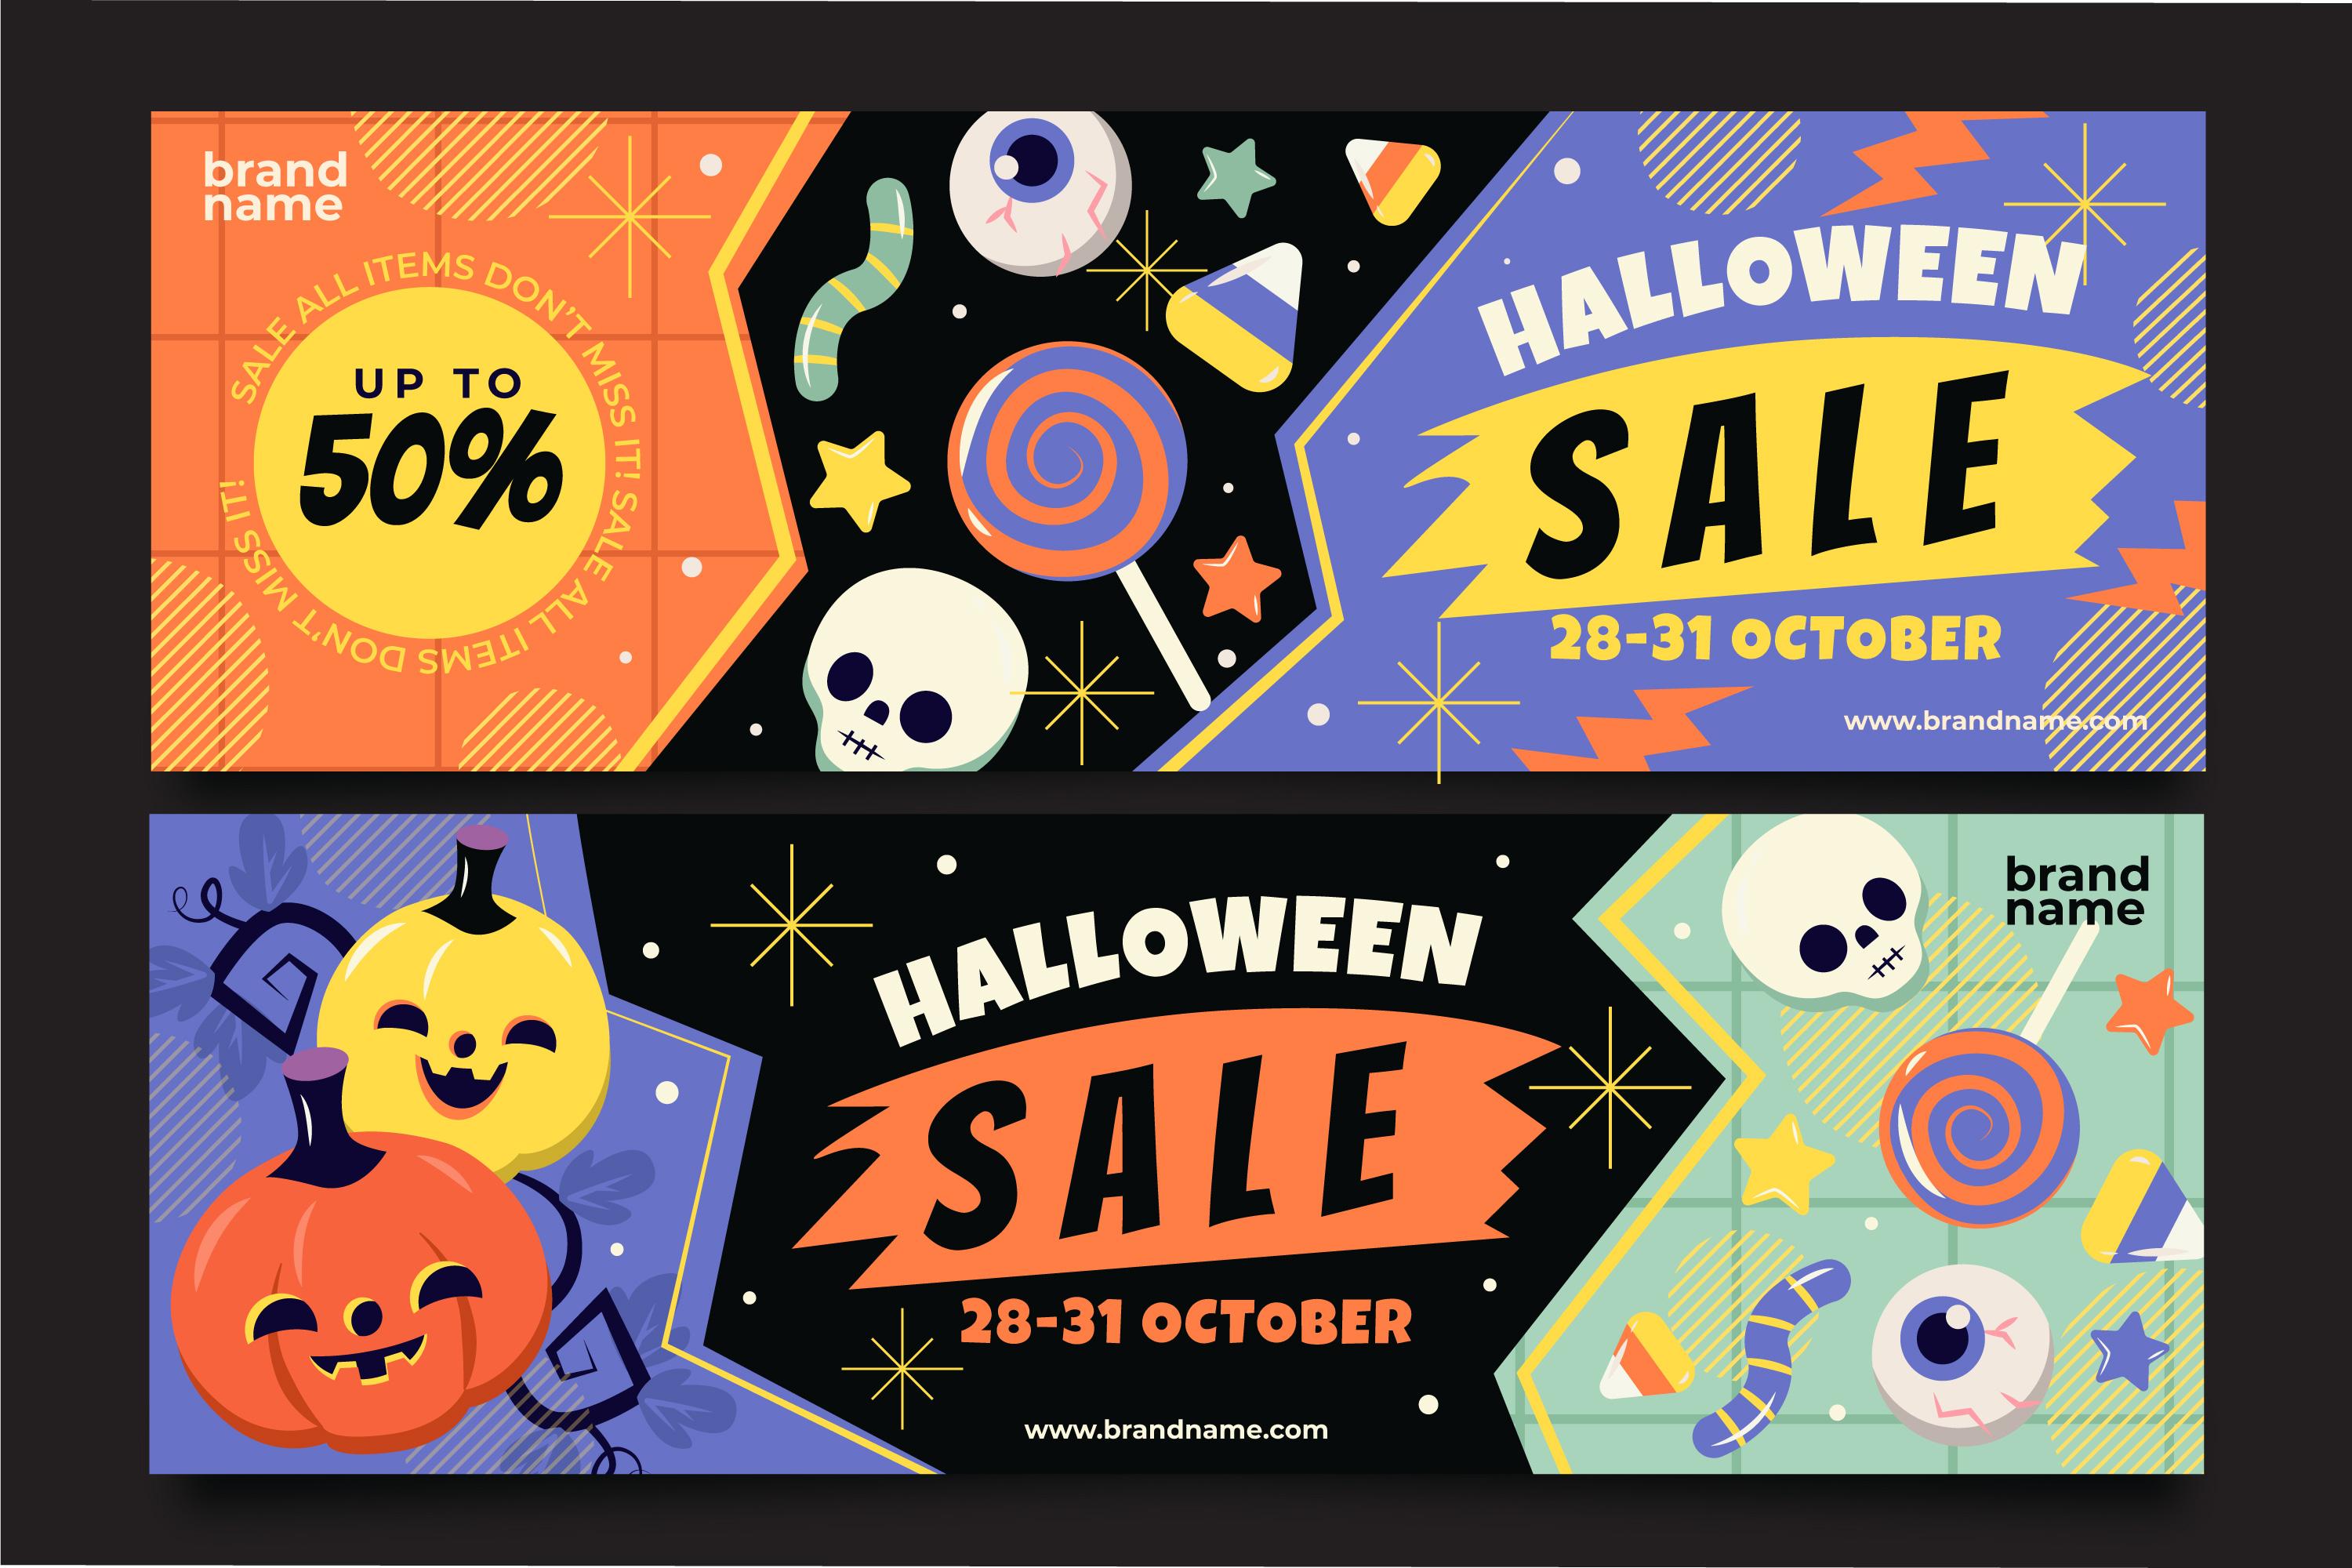 brand
name
SALE ALL ITEMS DON'T MISS IT! SALE ALL ITEMS DON'T MISS IT!
UP TO
50%
HALLOWEEN
SALE
28-31 OCTOBER
www.brandname.com
HALLOWEEN
SALE
28-31 OCTOBER
www.brandname.com
brand
name